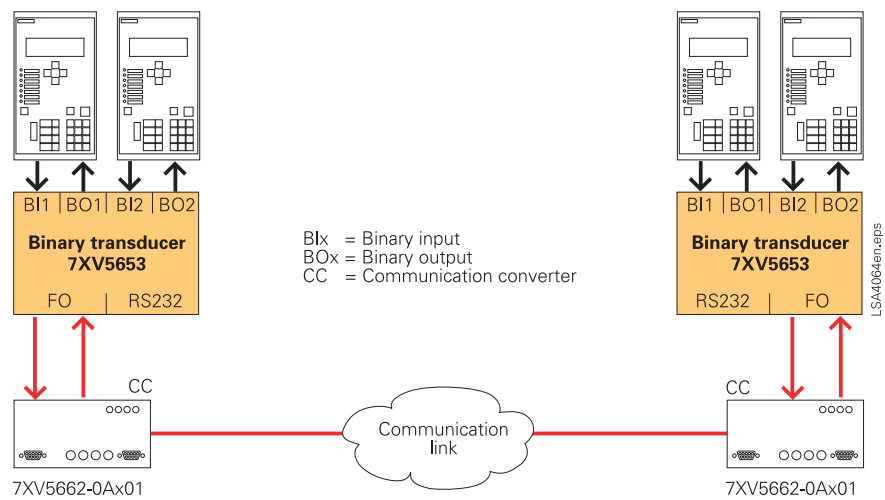 BI1 BO1 BI2 BO2
Binary transducer
7XV5653
FO RS232
CC
7XV5662-0Ax01
BIx = Binary input
BOx = Binary output
CC = Communication converter
Communication
link
BI1 BO1 BI2 BO2
Binary transducer
7XV5653
RS232 FO
CC
7XV5662-0Ax01
LSA4064en.eps